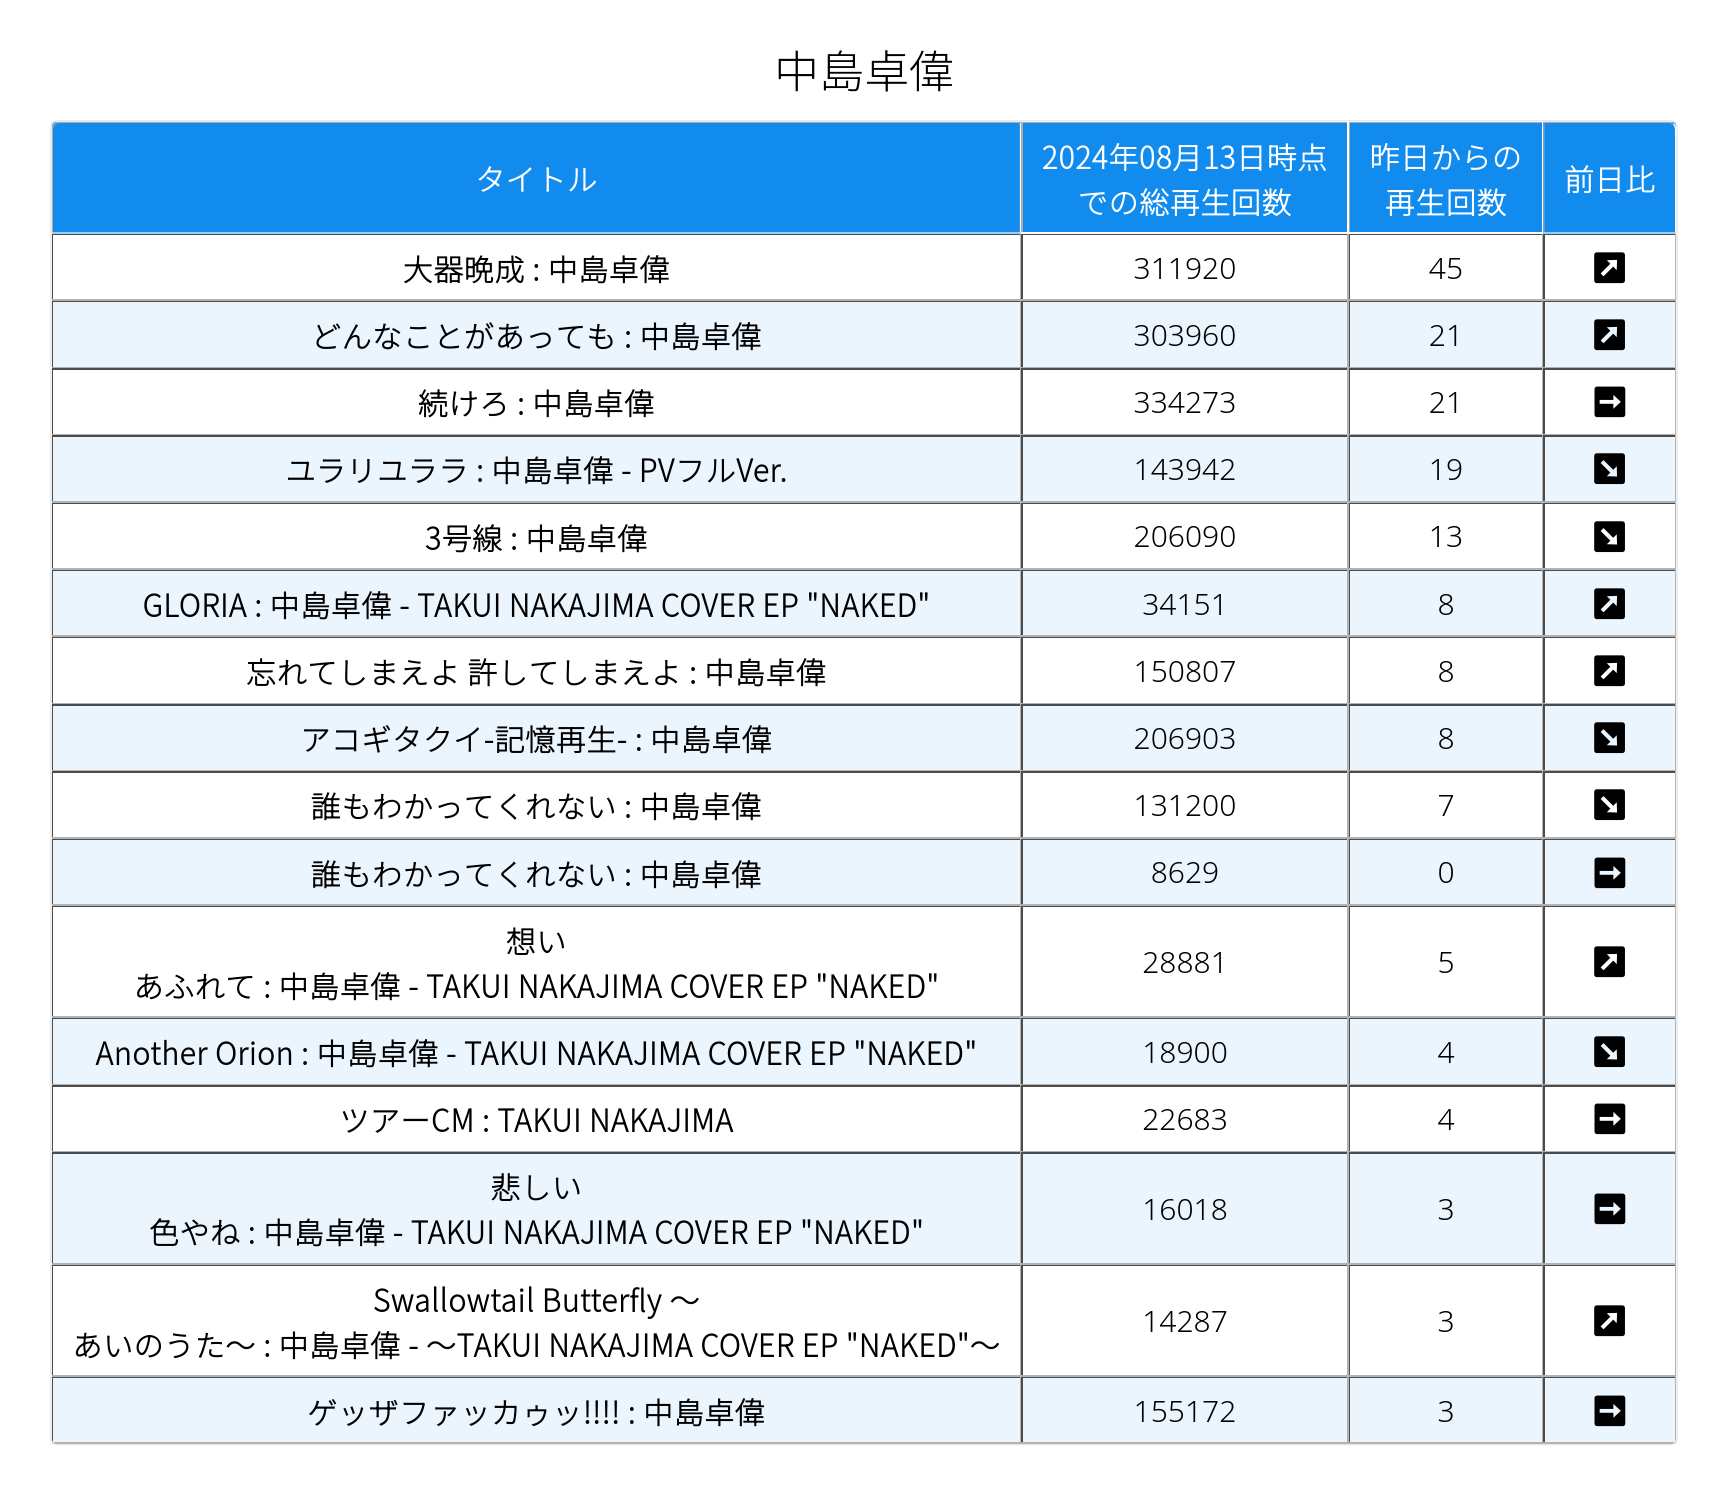 中島卓偉
タイトル
2024年08月13日時点
での総再生回数
昨日からの
再生回数
前日比
大器晩成 : 中島卓偉 311920 45 ↗
どんなことがあっても : 中島卓偉 303960 21 ↗
続けろ : 中島卓偉 334273 21 →
ユラリユララ : 中島卓偉 - PVフルVer. 143942 19 ↘
3号線 : 中島卓偉 206090 13 ↘
GLORIA : 中島卓偉 - TAKUI NAKAJIMA COVER EP "NAKED" 34151 8 ↗
忘れてしまえよ 許してしまえよ : 中島卓偉 150807 8 ↗
アコギタクイ-記憶再生- : 中島卓偉 206903 8 ↘
誰もわかってくれない : 中島卓偉 131200 7 ↘
誰もわかってくれない : 中島卓偉 8629 0 →
想い
あふれて : 中島卓偉 - TAKUI NAKAJIMA COVER EP "NAKED" 28881 5 ↗
Another Orion : 中島卓偉 - TAKUI NAKAJIMA COVER EP "NAKED" 18900 4 ↘
ツアーCM : TAKUI NAKAJIMA 22683 4 →
悲しい
色やね : 中島卓偉 - TAKUI NAKAJIMA COVER EP "NAKED" 16018 3 →
Swallowtail Butterfly 〜
あいのうた〜 : 中島卓偉 - 〜TAKUI NAKAJIMA COVER EP "NAKED"〜 14287 3 ↗
ゲッザファッカゥッ!!!! : 中島卓偉 155172 3 →